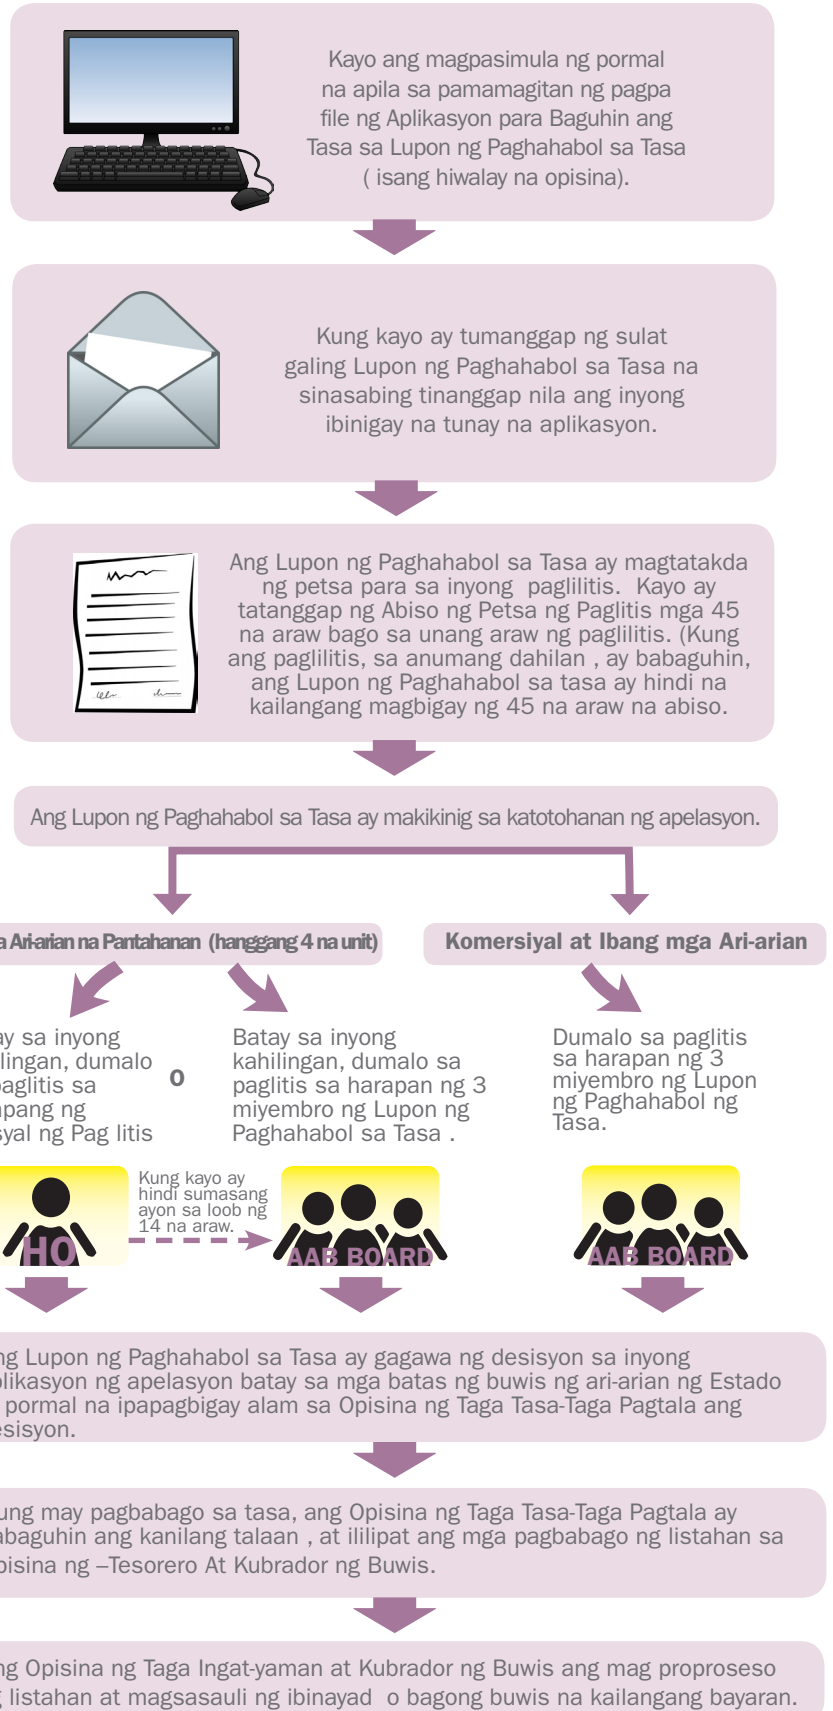 Kayo ang magpasimula ng pormal
na apila sa pamamagitan ng pagpa
file ng Aplikasyon para Baguhin ang
Tasa sa Lupon ng Paghahabol sa Tasa
( isang hiwalay na opisina).
Kung kayo ay tumanggap ng sulat
galing Lupon ng Paghahabol sa Tasa na
sinasabing tinanggap nila ang inyong
ibinigay na tunay na aplikasyon.
Ang Lupon ng Paghahabol sa Tasa ay magtatakda
ng petsa para sa inyong paglilitis. Kayo ay
tatanggap ng Abiso ng Petsa ng Paglitis mga 45
na araw bago sa unang araw ng paglilitis. (Kung
ang paglilitis, sa anumang dahilan , ay babaguhin,
ang Lupon ng Paghahabol sa tasa ay hindi na
kailangang magbigay ng 45 na araw na abiso.
Ang Lupon ng Paghahabol sa Tasa ay makikinig sa katotohanan ng apelasyon.
Ari-arian na Pantahanan (hanggang 4 na unit)
Komersiyal at Ibang mga Ari-arian
sa inyong
dumalo
sa
ng
ng Pag litis
o
Batay sa inyong
kahilingan, dumalo sa
paglitis sa harapan ng 3
miyembro ng Lupon ng
Paghahabol sa Tasa .
Dumalo sa paglitis
sa harapan ng 3
miyembro ng Lupon
ng Paghahabol ng
Tasa.
HO
Kung kayo ay
hindi sumasang
ayon sa loob ng
14 na araw.
AAB BOARD
AAB BOARD
Lupon ng Paghahabol sa Tasa ay gagawa ng desisyon sa inyong
ng apelasyon batay sa mga batas ng buwis ng ari-arian ng Estado
pormal na ipapagbigay alam sa Opisina ng Taga Tasa-Taga Pagtala ang
may pagbabago sa tasa, ang Opisina ng Taga Tasa-Taga Pagtala ay
ang kanilang talaan , at ililipat ang mga pagbabago ng listahan sa
ng –Tesorero At Kubrador ng Buwis.
Opisina ng Taga Ingat-yaman at Kubrador ng Buwis ang mag proproseso
listahan at magsasauli ng ibinayad o bagong buwis na kailangang bayaran.